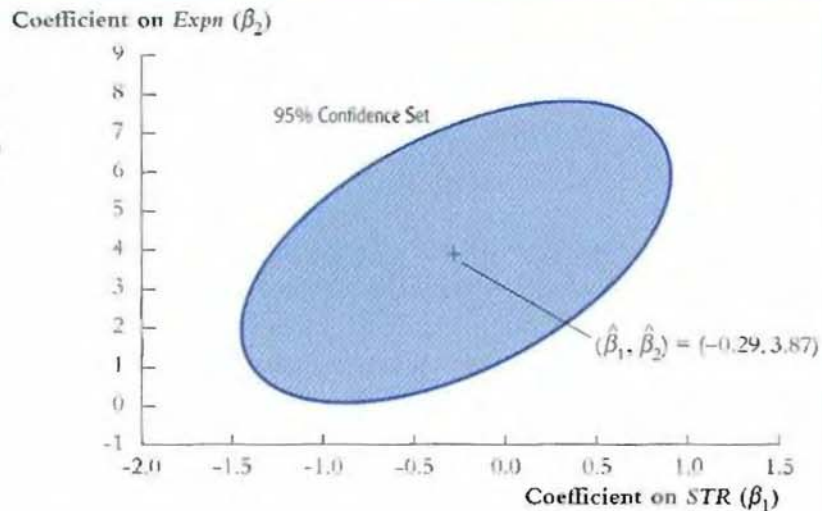 Coefficient on Expn (β̂₂)
9
8
95% Confidence Set
7
6
5
4
3
2
(β̂₁, β̂₂) = (-0.29, 3.87)
1
0
-1
-2.0 -1.5 -1.0 -0.5 0.0 0.5 1.0 1.5
Coefficient on STR (β₁)